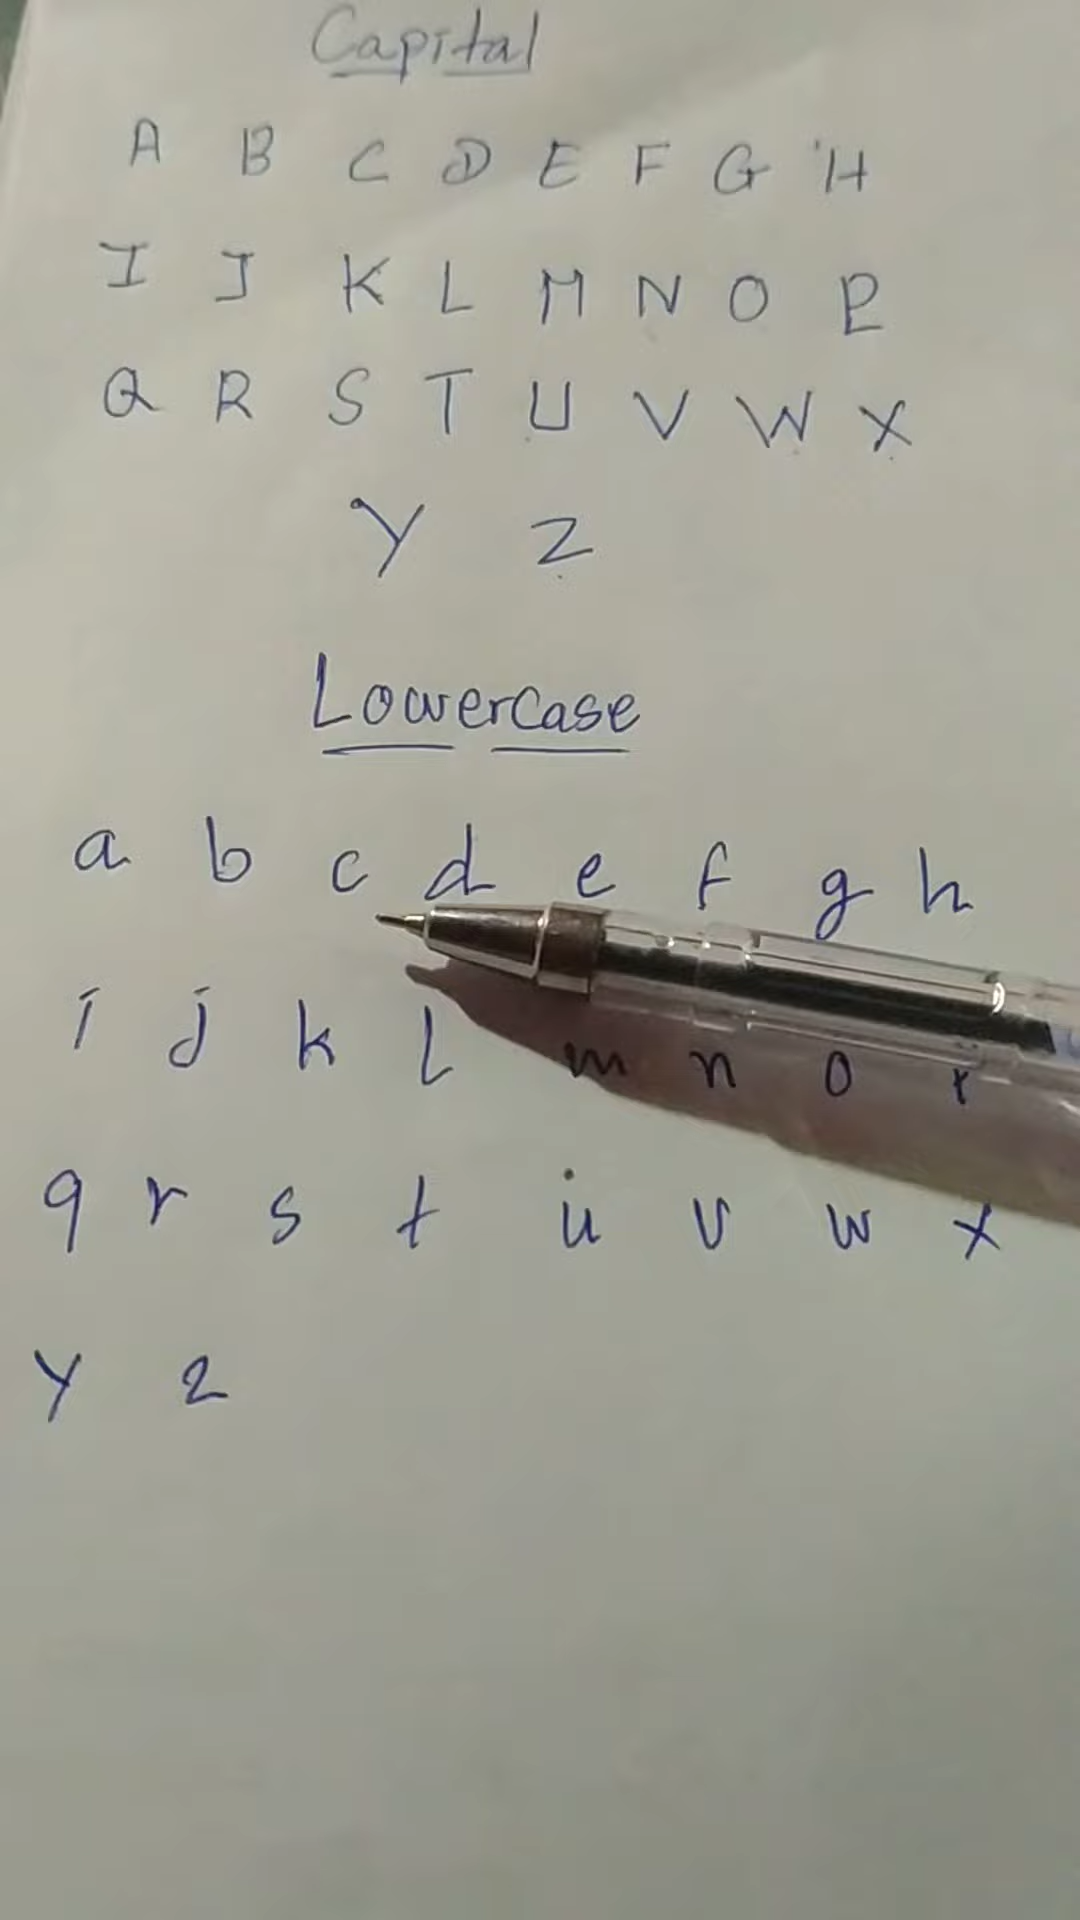 Capital
A B C D E F G H
I J K L M N O P
Q R S T U V W X
Y Z
Lowercase
a b c d e f g h
i j k l m n o
q r s t u v w x
y z